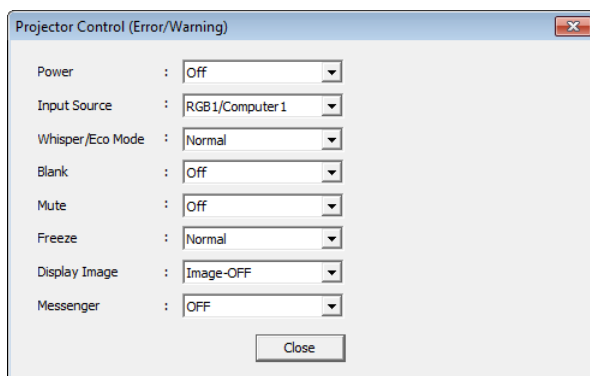 Projector Control (Error/Warning)
Power : Off
Input Source : RGB1/Computer1
Whisper/Eco Mode : Normal
Blank : Off
Mute : Off
Freeze : Normal
Display Image : Image-OFF
Messenger : OFF
Close